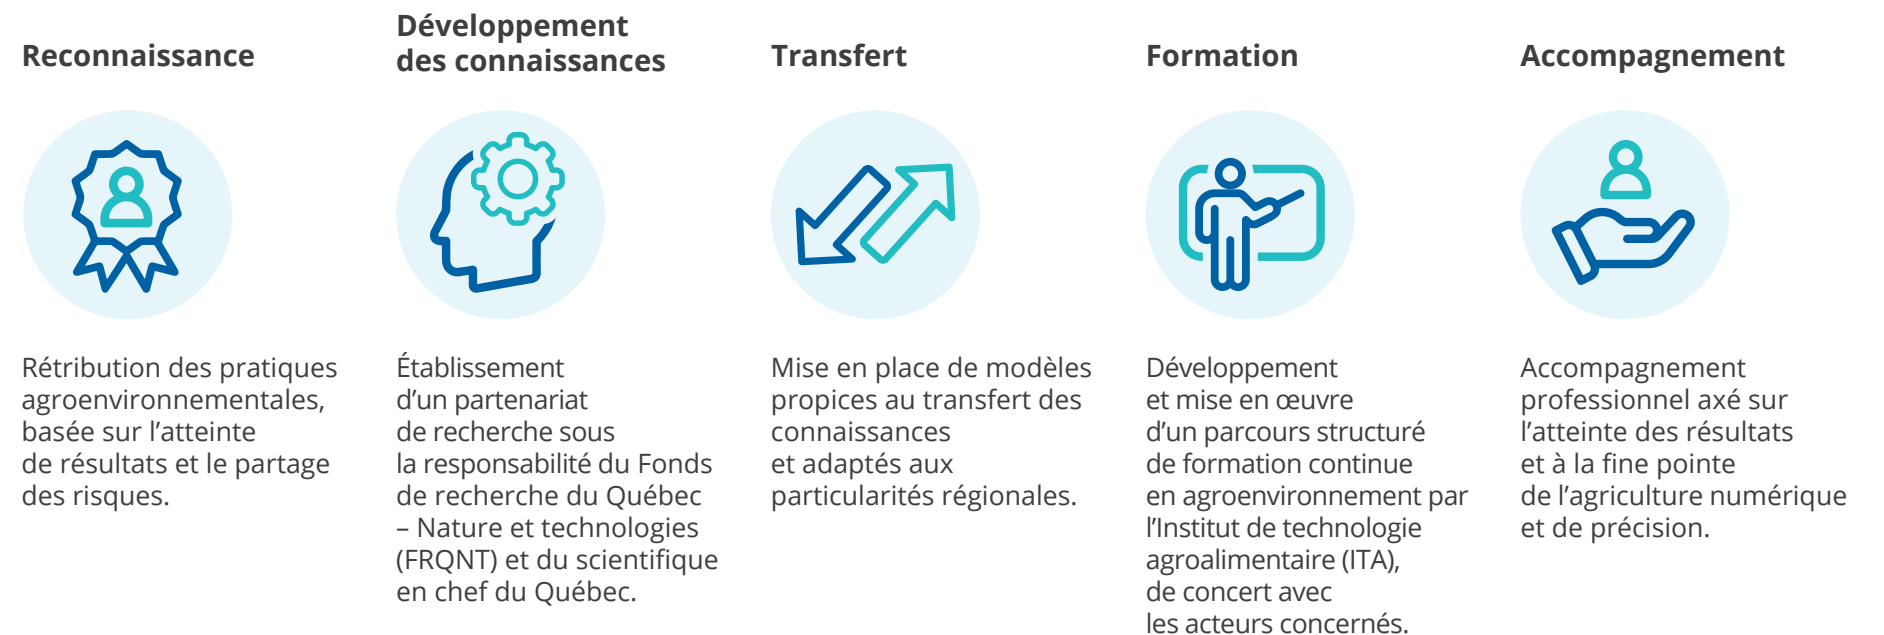 Reconnaissance
Rétribution des pratiques
agroenvironnementales,
basée sur l’atteinte
de résultats et le partage
des risques.
Développement
des connaissances
Établissement
d’un partenariat
de recherche sous
la responsabilité du Fonds
de recherche du Québec
– Nature et technologies
(FRQNT) et du scientifique
en chef du Québec.
Transfert
Mise en place de modèles
propices au transfert des
connaissances
et adaptés aux
particularités régionales.
Formation
Développement
et mise en œuvre
d’un parcours structuré
de formation continue
en agroenvironnement par
l’Institut de technologie
agroalimentaire (ITA),
de concert avec
les acteurs concernés.
Accompagnement
Accompagnement
professionnel axé sur
l’atteinte des résultats
et à la fine pointe
de l’agriculture numérique
et de précision.